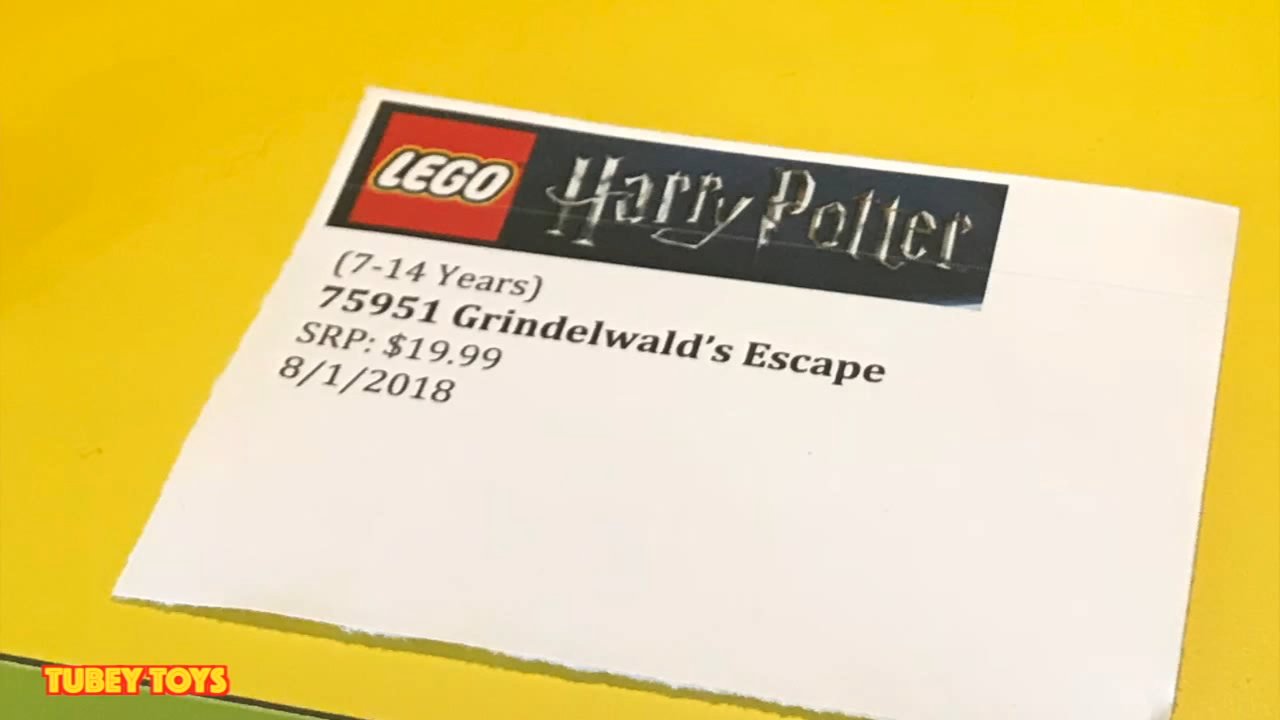 LEGO Harry Potter
(7-14 Years)
75951 Grindelwald's Escape
SRP: $19.99
8/1/2018
TUBEY TOYS